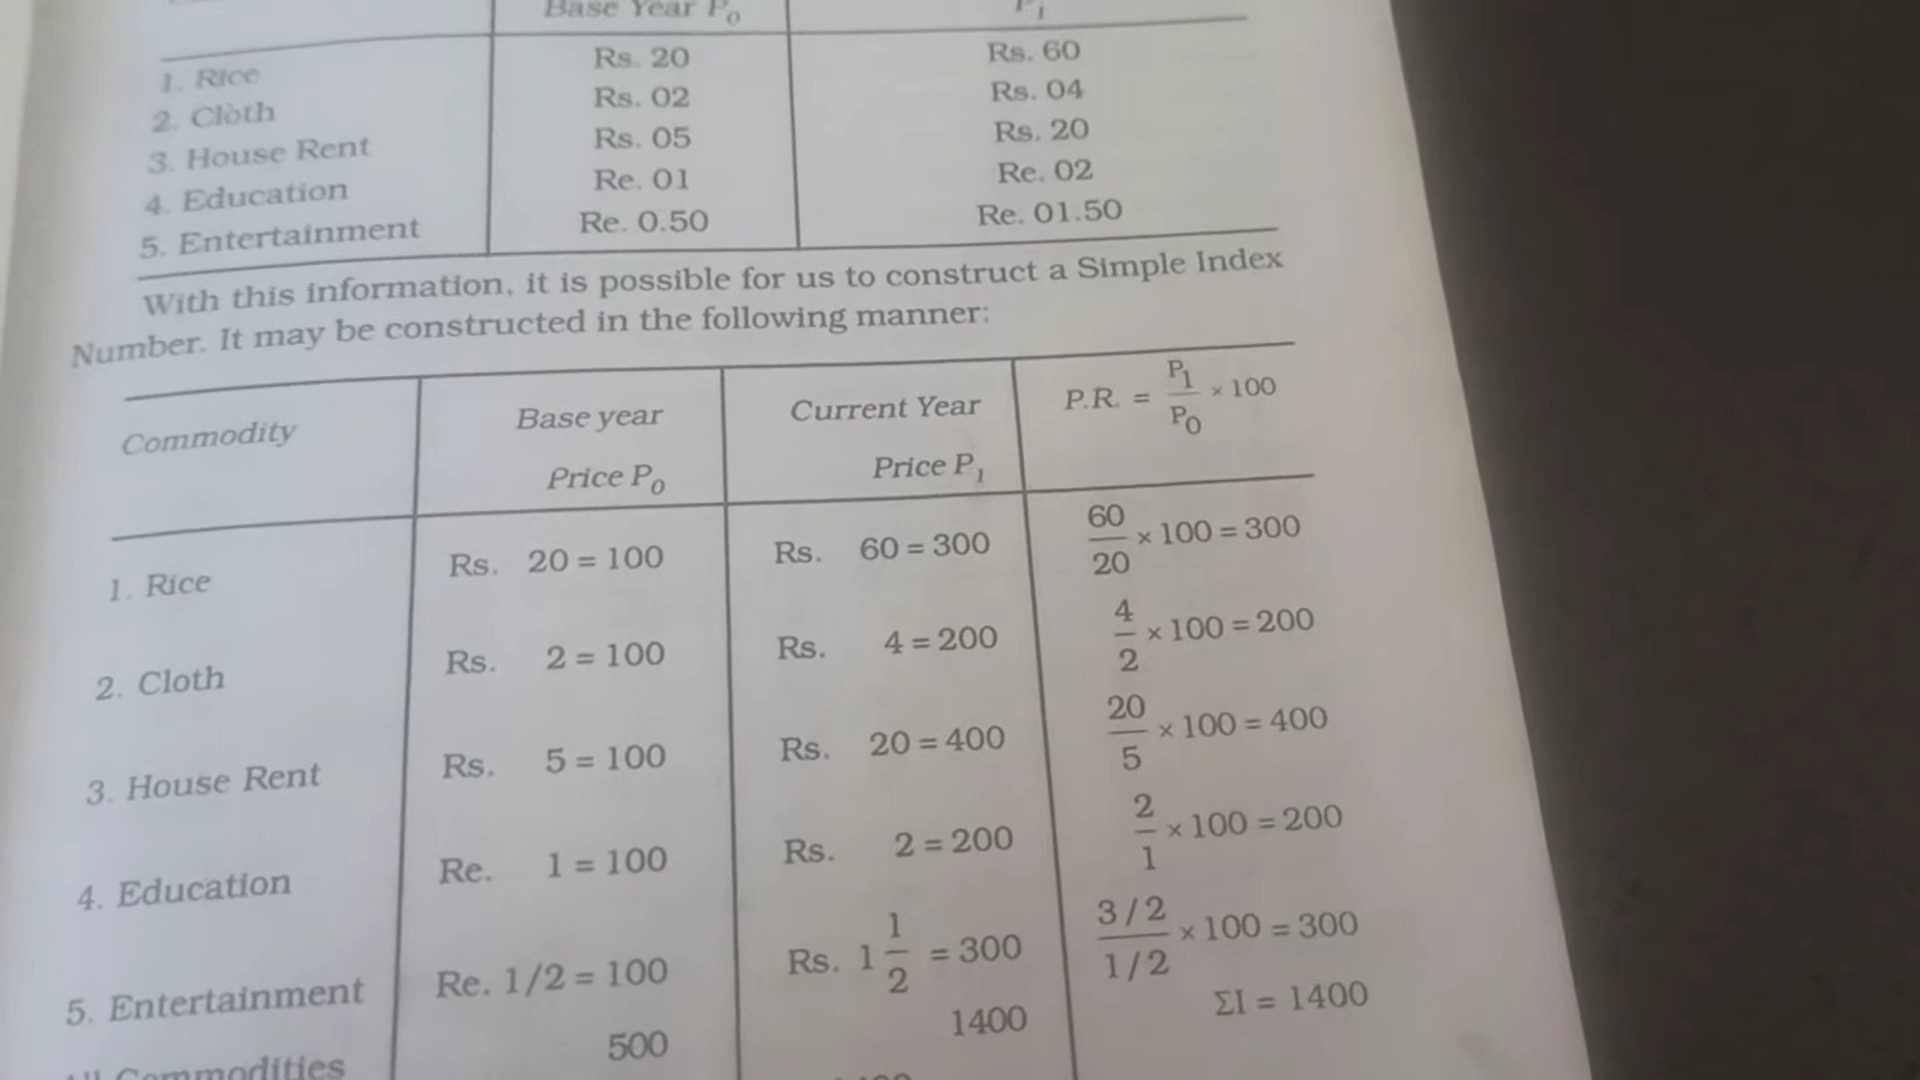 Base Year P0 P1
1. Rice Rs. 20 Rs. 60
2. Cloth Rs. 02 Rs. 04
3. House Rent Rs. 05 Rs. 20
4. Education Re. 01 Re. 02
5. Entertainment Re. 0.50 Re. 01.50
With this information, it is possible for us to construct a Simple Index
Number. It may be constructed in the following manner:
Commodity Base year Price P0 Current Year Price P1 P.R. = P1/P0 × 100
1. Rice Rs. 20 = 100 Rs. 60 = 300 60/20 × 100 = 300
2. Cloth Rs. 2 = 100 Rs. 4 = 200 4/2 × 100 = 200
3. House Rent Rs. 5 = 100 Rs. 20 = 400 20/5 × 100 = 400
4. Education Re. 1 = 100 Rs. 2 = 200 2/1 × 100 = 200
5. Entertainment Re. 1/2 = 100 Rs. 1 1/2 = 300 3/2 / 1/2 × 100 = 300
Commodities 500 1400 ΣI = 1400